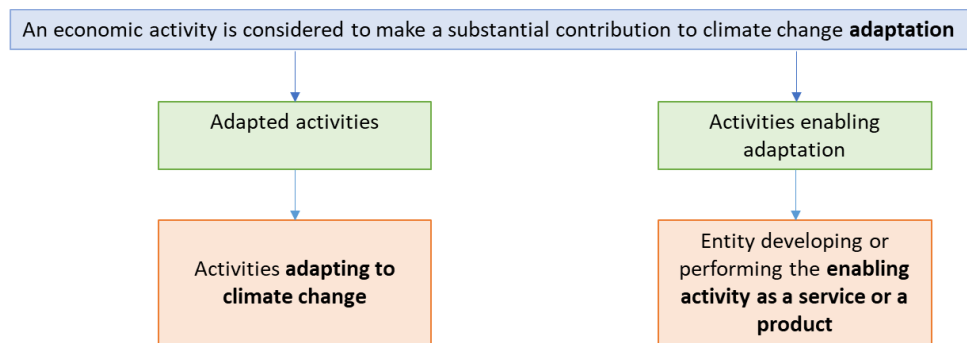 An economic activity is considered to make a substantial contribution to climate change adaptation
Adapted activities
Activities enabling
adaptation
Activities adapting to
climate change
Entity developing or
performing the enabling
activity as a service or a
product